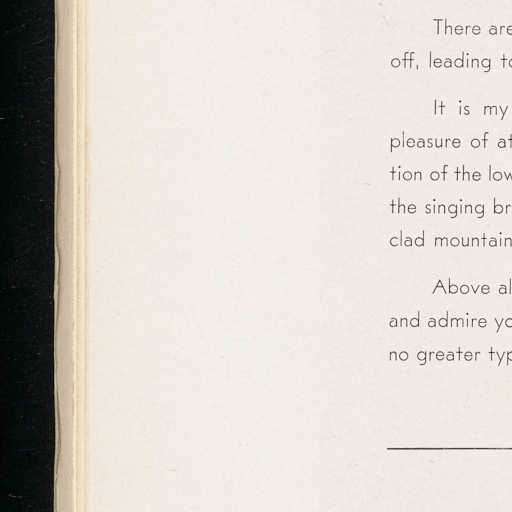 There are
off, leading to
It is my
pleasure of at
tion of the low
the singing br
clad mountain
Above al
and admire yo
no greater typ